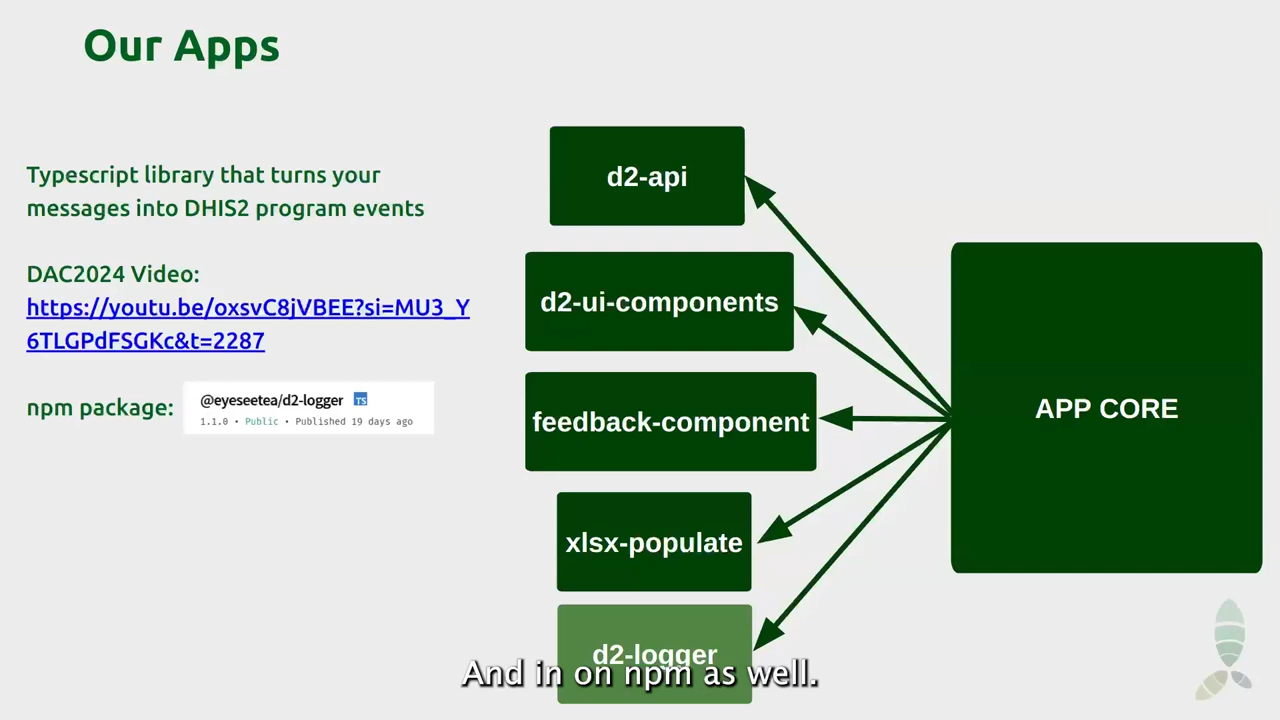 Our Apps
Typescript library that turns your
messages into DHIS2 program events
DAC2024 Video:
https://youtu.be/oxsvC8jVBEE?si=MU3_Y
6TLGPdFSGKc&t=2287
npm package:
@eyeseetea/d2-logger TS
1.1.0 • Public • Published 19 days ago
d2-api
d2-ui-components
feedback-component
xlsx-populate
d2-logger
APP CORE
And in on npm as well.